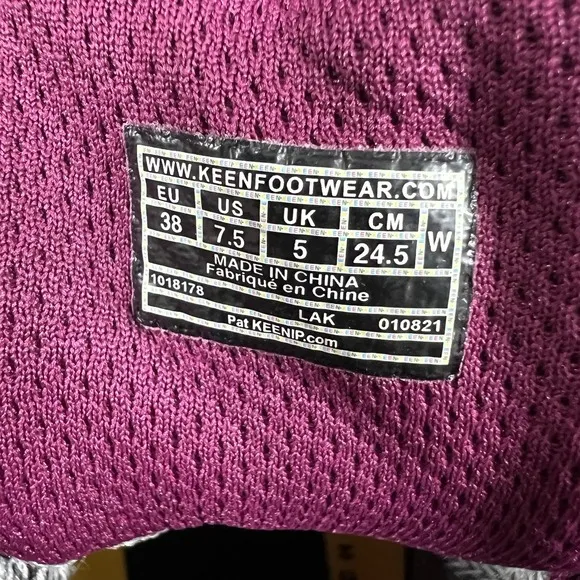 WWW.KEENFOOTWEAR.COM
EU US UK CM W
38 7.5 5 24.5
MADE IN CHINA
Fabriqué en Chine
1018178 LAK 010821
Pat KEENIP.com